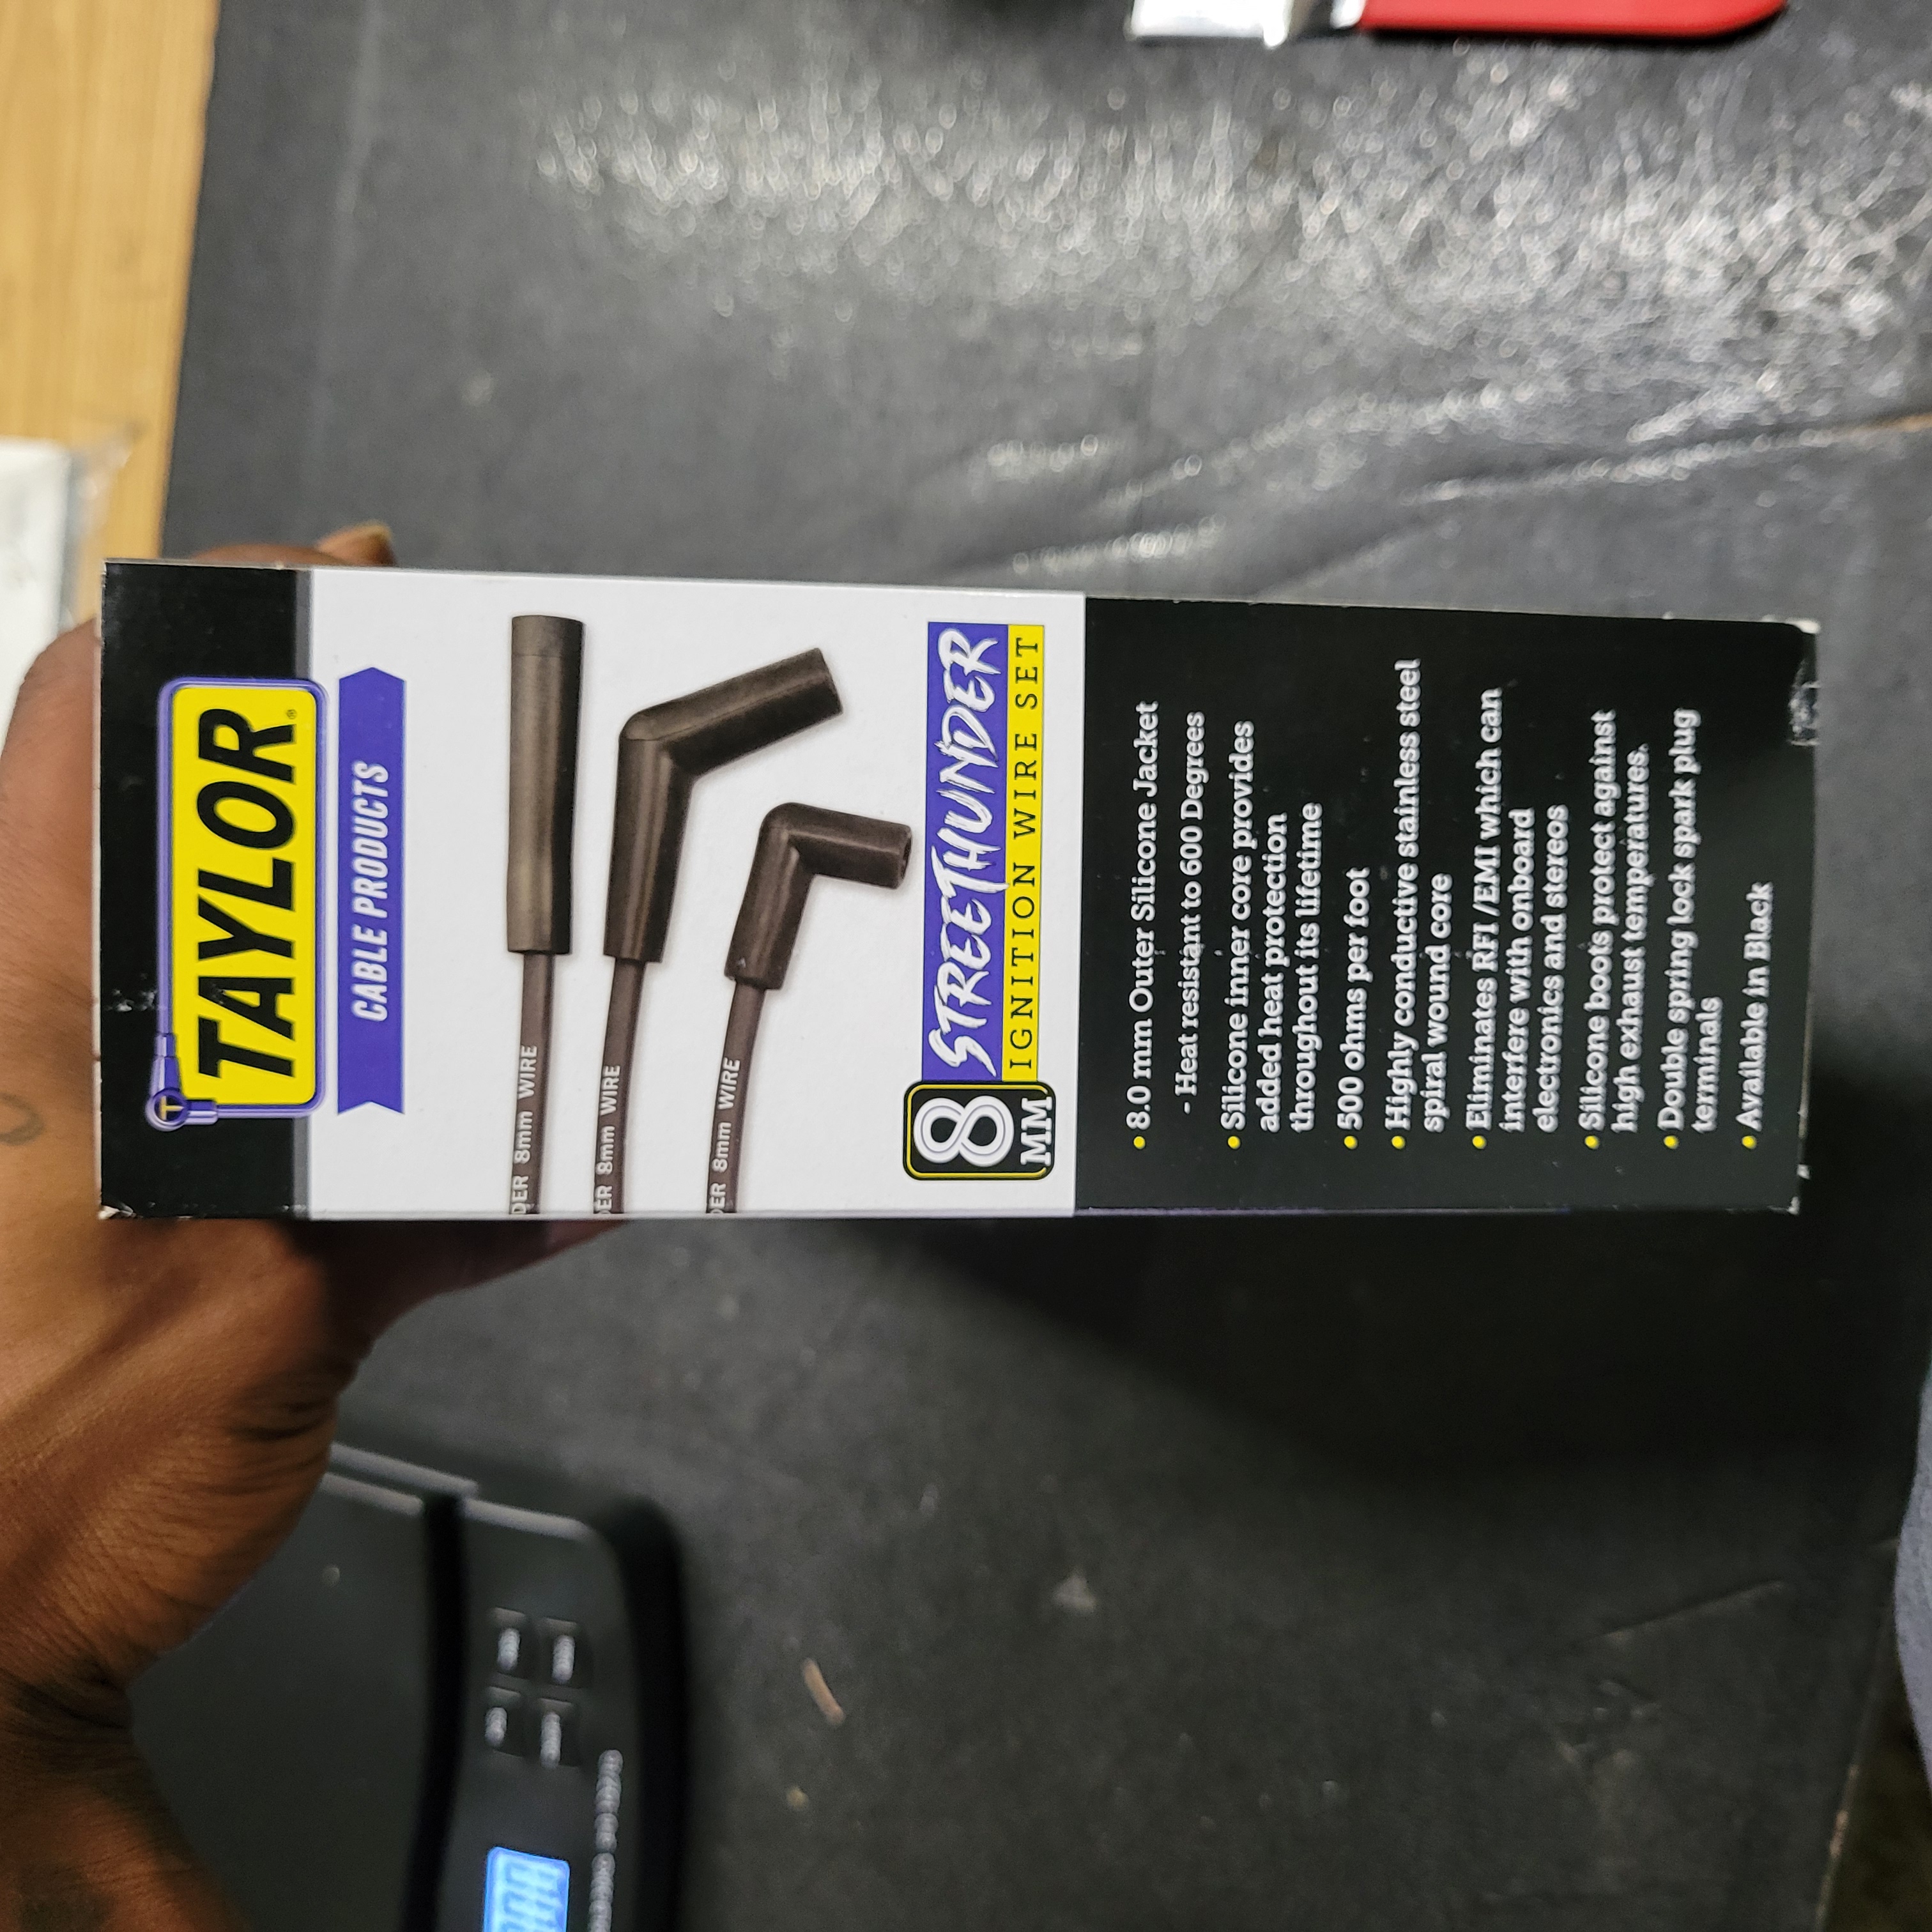 TAYLOR®
CABLE PRODUCTS
DER 8mm WIRE
DER 8mm WIRE
DER 8mm WIRE
8 MM
STREETHUNDER
IGNITION WIRE SET
• 8.0 mm Outer Silicone Jacket
- Heat resistant to 600 Degrees
• Silicone inner core provides
added heat protection
throughout its lifetime
• 500 ohms per foot
• Highly conductive stainless steel
spiral wound core
• Eliminates RFI /EMI which can
interfere with onboard
electronics and stereos
• Silicone boots protect against
high exhaust temperatures.
• Double spring lock spark plug
terminals
• Available in Black